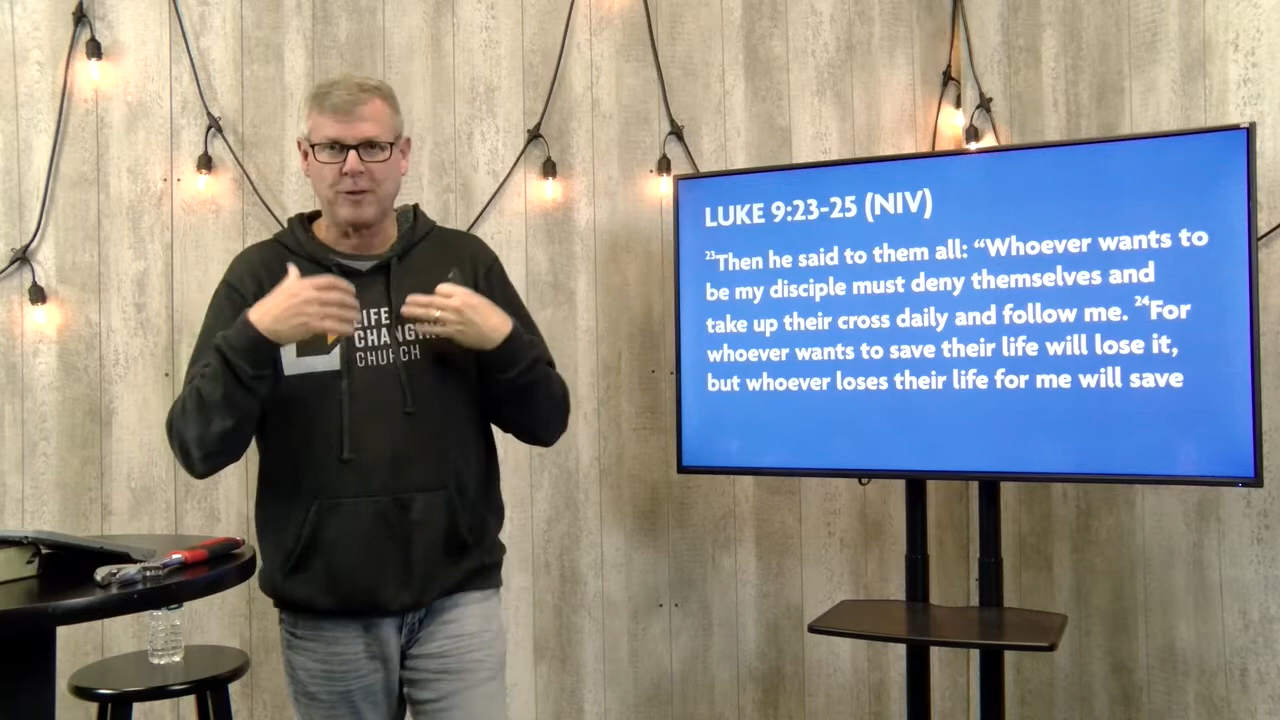 LIFE
CHANGING
CHURCH
LUKE 9:23-25 (NIV)
²³Then he said to them all: “Whoever wants to
be my disciple must deny themselves and
take up their cross daily and follow me. ²⁴For
whoever wants to save their life will lose it,
but whoever loses their life for me will save